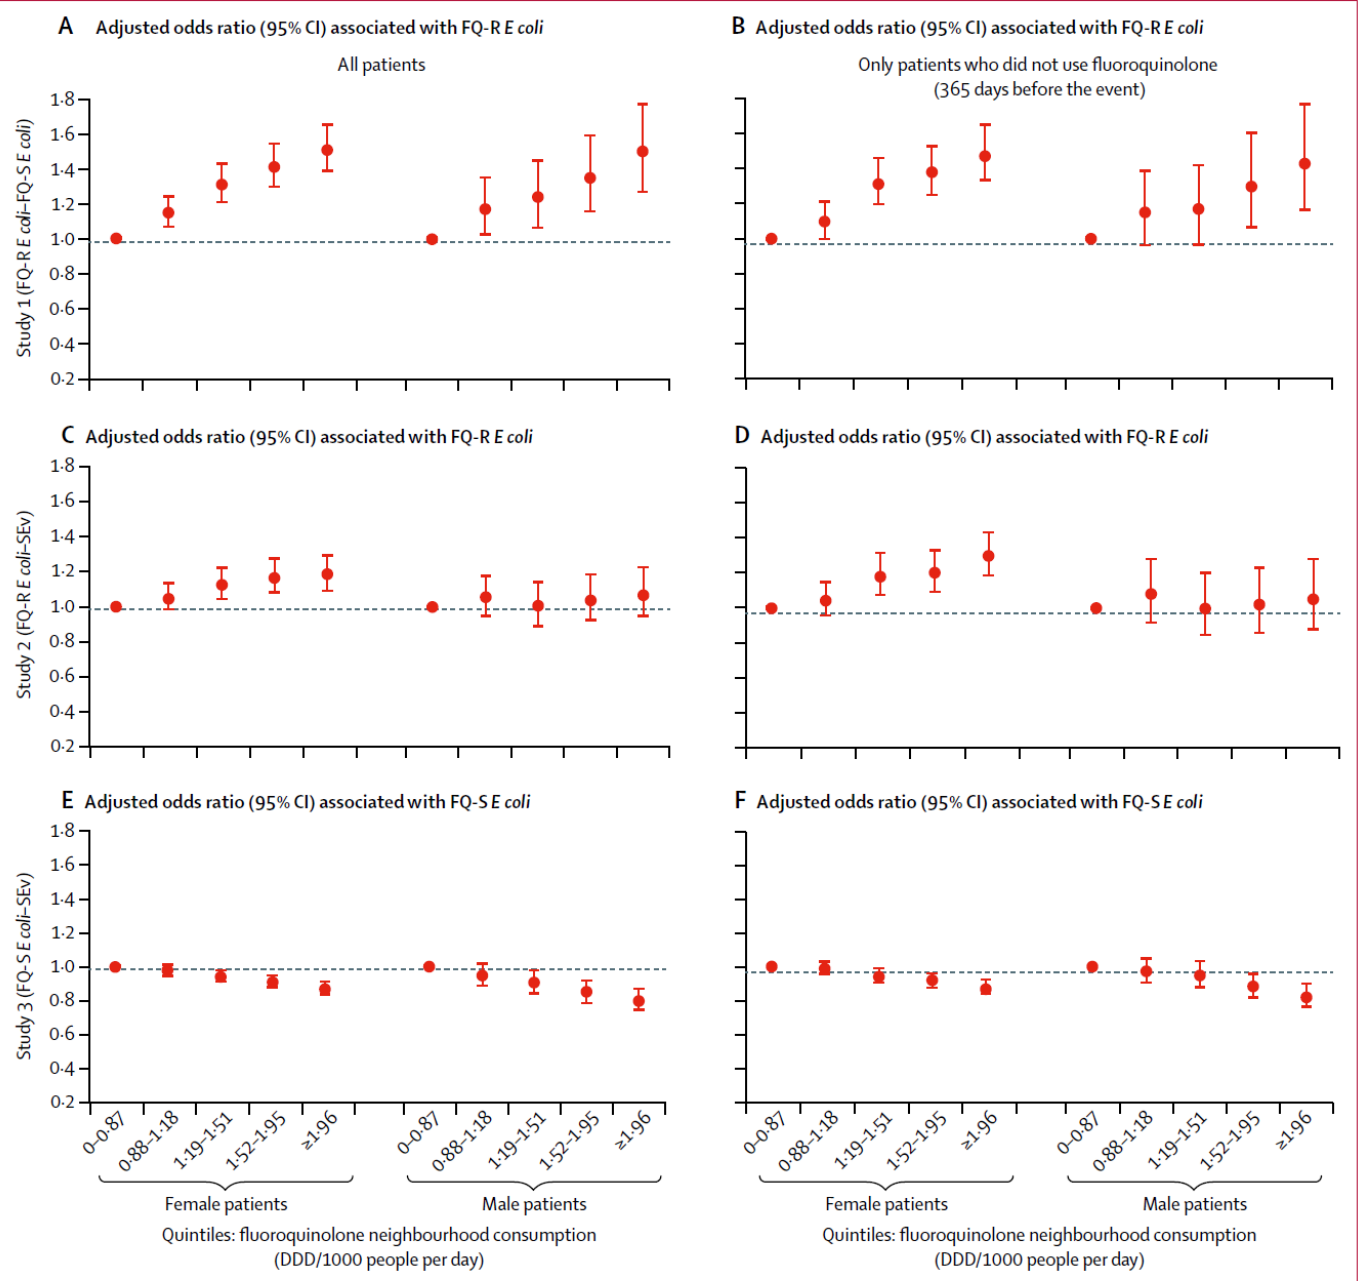 A Adjusted odds ratio (95% CI) associated with FQ-R E coli
All patients
Study 1 (FQ-R E coli–FQ-S E coli)
1·8
1·6
1·4
1·2
1·0
0·8
0·6
0·4
0·2
B Adjusted odds ratio (95% CI) associated with FQ-R E coli
Only patients who did not use fluoroquinolone
(365 days before the event)
C Adjusted odds ratio (95% CI) associated with FQ-R E coli
Study 2 (FQ-R E coli–SEv)
1·8
1·6
1·4
1·2
1·0
0·8
0·6
0·4
0·2
D Adjusted odds ratio (95% CI) associated with FQ-R E coli
E Adjusted odds ratio (95% CI) associated with FQ-S E coli
Study 3 (FQ-S E coli–SEv)
1·8
1·6
1·4
1·2
1·0
0·8
0·6
0·4
0·2
0–0·87
0·88–1·18
1·19–1·51
1·52–1·95
≥1·96
0–0·87
0·88–1·18
1·19–1·51
1·52–1·95
≥1·96
Female patients
Male patients
Quintiles: fluoroquinolone neighbourhood consumption
(DDD/1000 people per day)
F Adjusted odds ratio (95% CI) associated with FQ-S E coli
0–0·87
0·88–1·18
1·19–1·51
1·52–1·95
≥1·96
0–0·87
0·88–1·18
1·19–1·51
1·52–1·95
≥1·96
Female patients
Male patients
Quintiles: fluoroquinolone neighbourhood consumption
(DDD/1000 people per day)